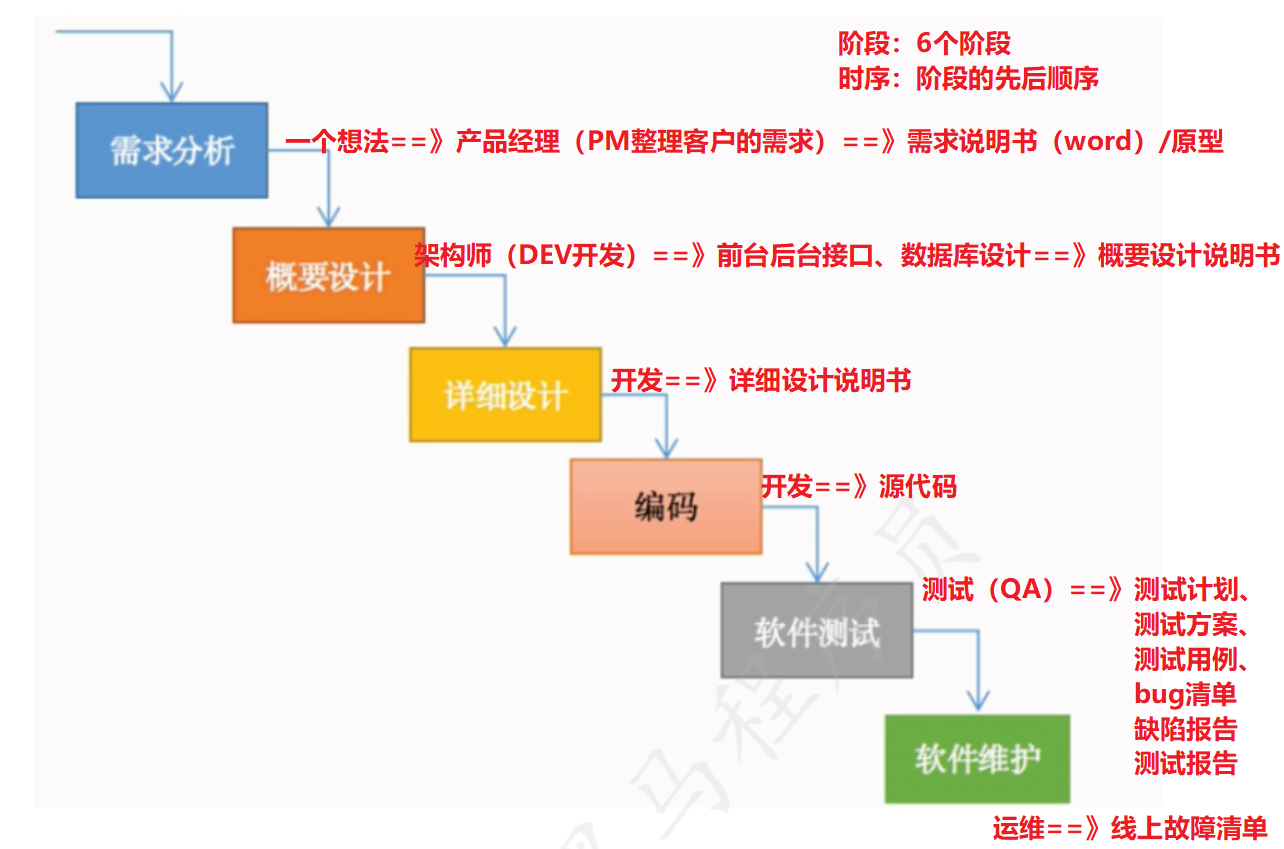 阶段：6个阶段
时序：阶段的先后顺序
需求分析
一个想法==》产品经理（PM整理客户的需求）==》需求说明书（word）/原型
概要设计
架构师（DEV开发）==》前台后台接口、数据库设计==》概要设计说明书
详细设计
开发==》详细设计说明书
编码
开发==》源代码
软件测试
测试（QA）==》测试计划、
测试方案、
测试用例、
bug清单
缺陷报告
测试报告
软件维护
运维==》线上故障清单
马程序员